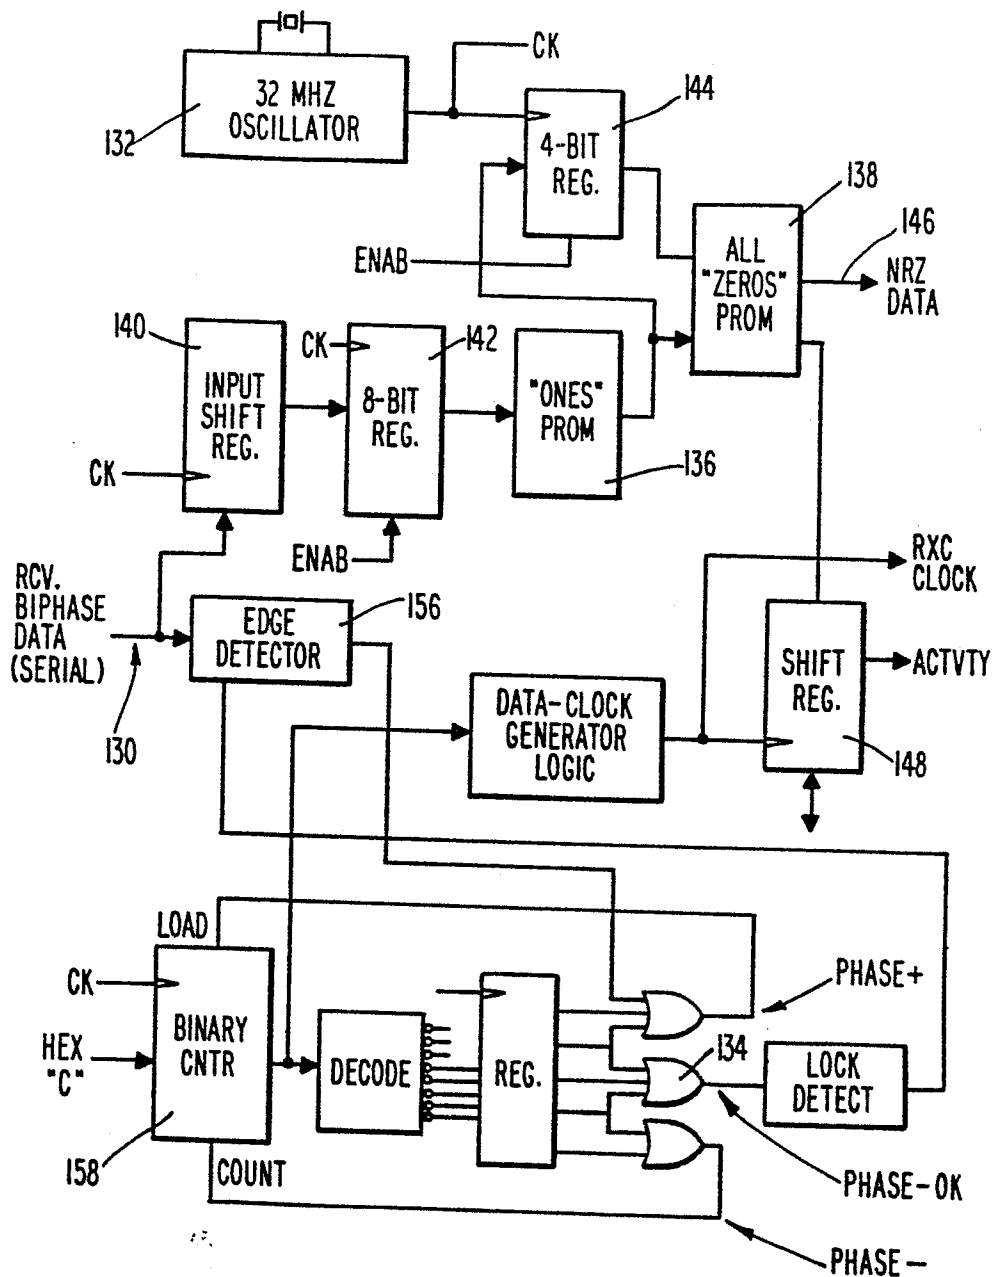 CK
32 MHZ
OSCILLATOR
132
144
4-BIT
REG.
138
146
ENAB
ALL
"ZEROS"
PROM
NRZ
DATA
140
CK
142
INPUT
SHIFT
REG.
8-BIT
REG.
"ONES"
PROM
CK
136
ENAB
RCV.
BIPHASE
DATA
(SERIAL)
RXC
CLOCK
EDGE
DETECTOR
156
SHIFT
REG.
ACTVTY
DATA-CLOCK
GENERATOR
LOGIC
130
148
LOAD
CK
PHASE+
BINARY
CNTR
HEX
"C"
DECODE
REG.
134
LOCK
DETECT
158
COUNT
PHASE-OK
PHASE-